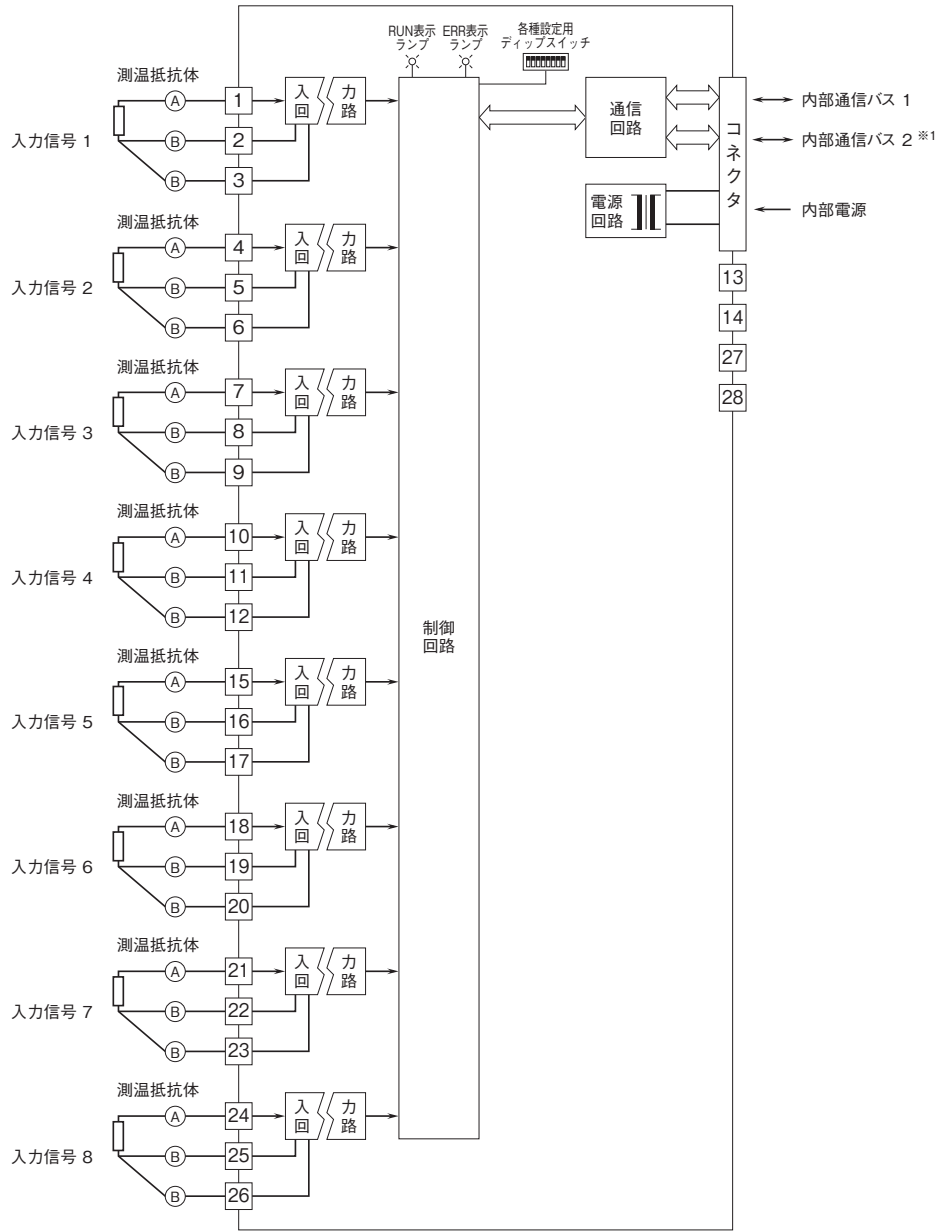 RUN表示
ランプ
ERR表示
ランプ
各種設定用
ディップスイッチ
測温抵抗体
入力信号 1
A
B
B
1
2
3
入
回
力
路
測温抵抗体
入力信号 2
A
B
B
4
5
6
入
回
力
路
測温抵抗体
入力信号 3
A
B
B
7
8
9
入
回
力
路
測温抵抗体
入力信号 4
A
B
B
10
11
12
入
回
力
路
測温抵抗体
入力信号 5
A
B
B
15
16
17
入
回
力
路
測温抵抗体
入力信号 6
A
B
B
18
19
20
入
回
力
路
測温抵抗体
入力信号 7
A
B
B
21
22
23
入
回
力
路
測温抵抗体
入力信号 8
A
B
B
24
25
26
入
回
力
路
制御
回路
通信
回路
電源
回路
コネクタ
内部通信バス 1
内部通信バス 2 ※1
内部電源
13
14
27
28